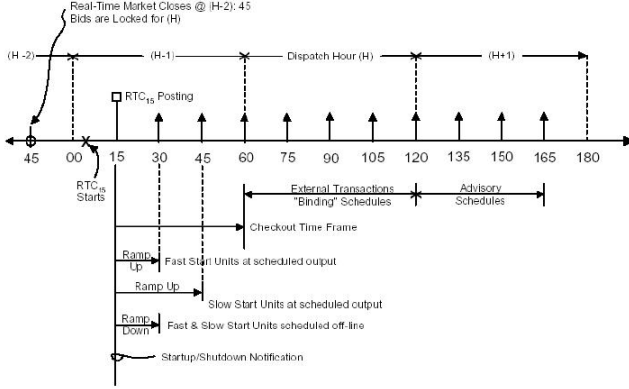 Real-Time Market Closes @ (H-2): 45
Bids are Locked for (H)
(H-2)
(H-1)
Dispatch Hour (H)
(H+1)
RTC15 Posting
45 00 15 30 45 60 75 90 105 120 135 150 165 180
RTC15
Starts
External Transactions
"Binding" Schedules
Advisory
Schedules
Checkout Time Frame
Ramp
Up
Fast Start Units at scheduled output
Ramp Up
Slow Start Units at scheduled output
Ramp
Down
Fast & Slow Start Units scheduled off-line
Startup/Shutdown Notification